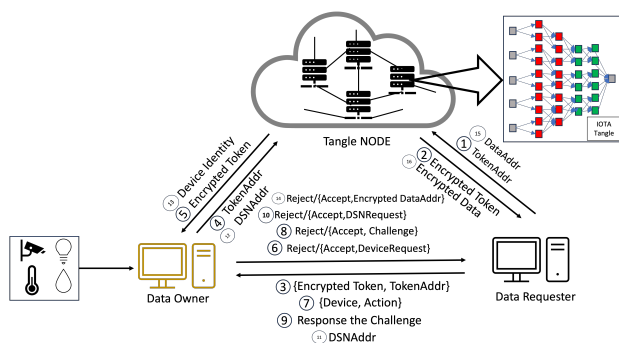 IOTA
Tangle
Tangle NODE
⑬ Device Identity
⑤ Encrypted Token
④ TokenAddr
⑫ DSNAddr
⑮ DataAddr
① TokenAddr
② Encrypted Token
⑯ Encrypted Data
⑭ Reject/{Accept,Encrypted DataAddr}
⑩ Reject/{Accept,DSNRequest}
⑧ Reject/{Accept, Challenge}
⑥ Reject/{Accept,DeviceRequest}
Data Owner
Data Requester
③ {Encrypted Token, TokenAddr}
⑦ {Device, Action}
⑨ Response the Challenge
⑪ DSNAddr